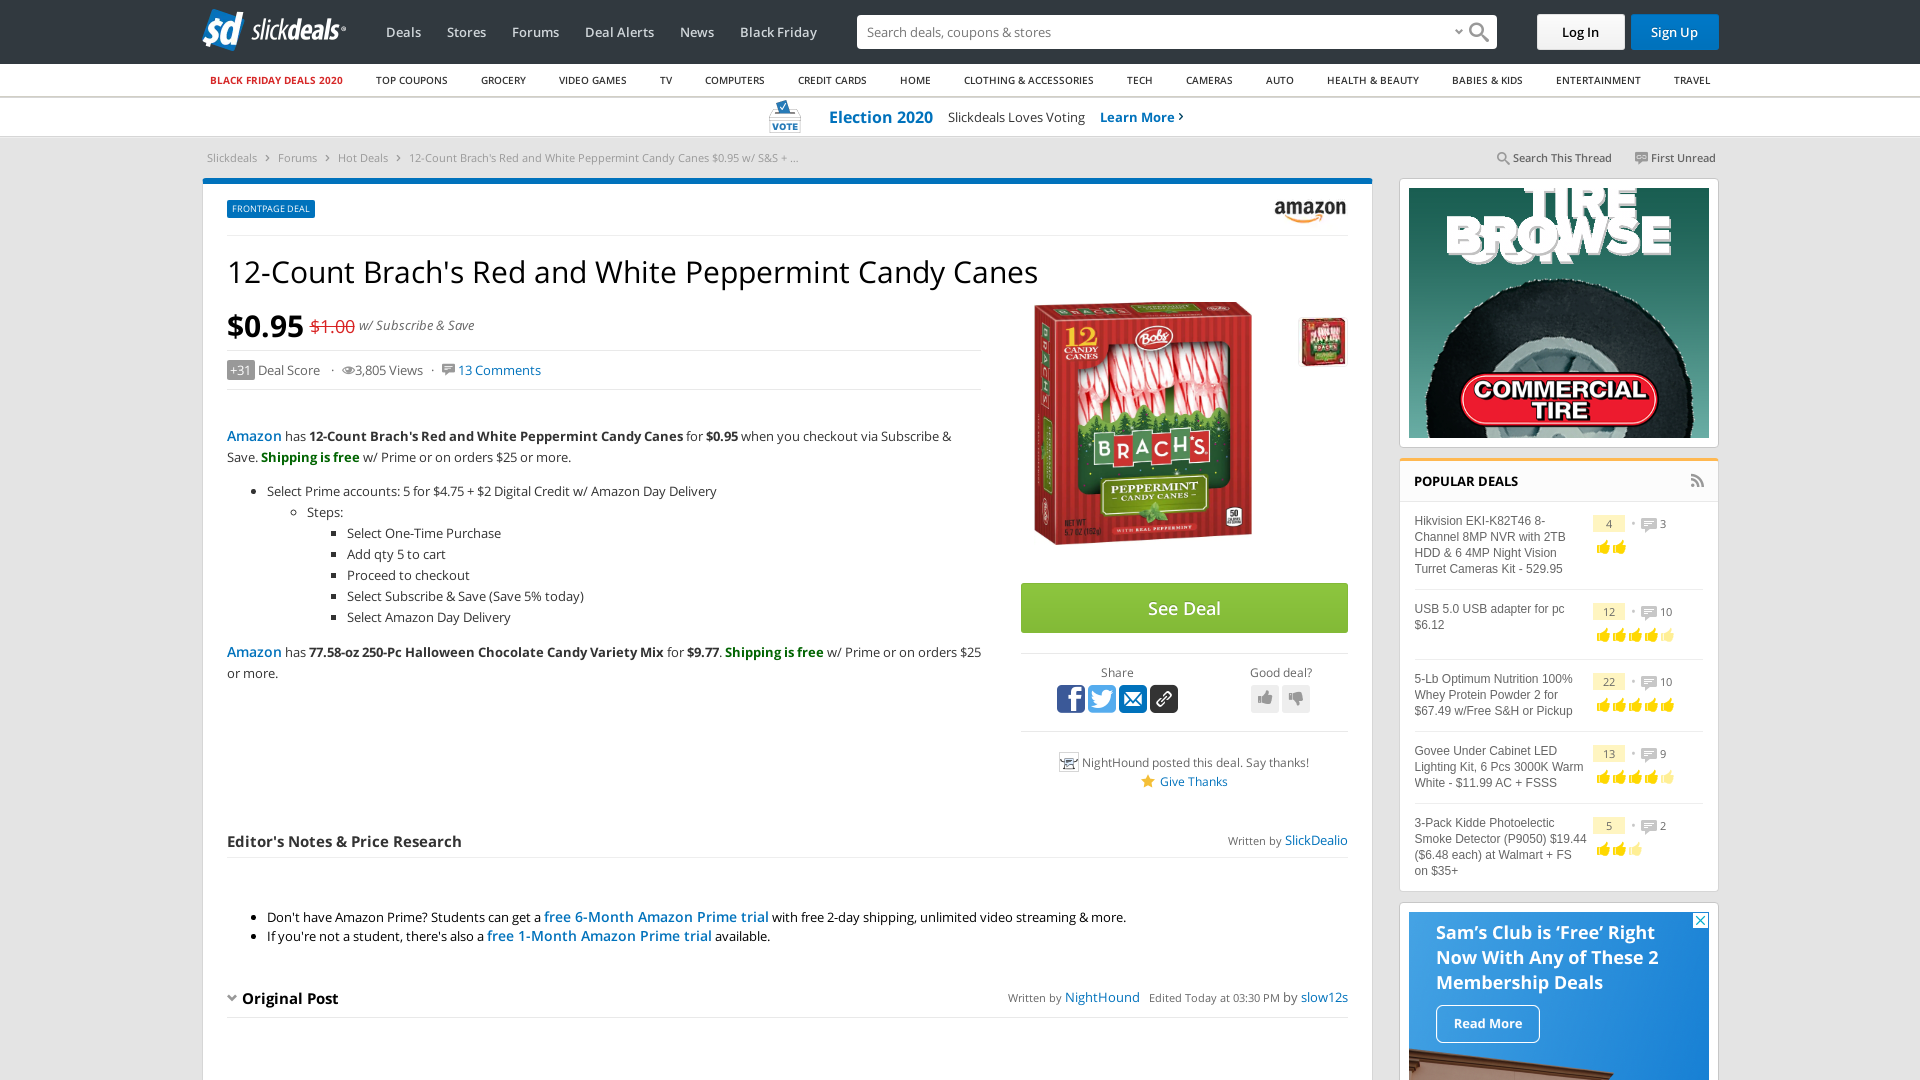 slickdeals
Deals Stores Forums Deal Alerts News Black Friday
Search deals, coupons & stores
Log In
Sign Up
BLACK FRIDAY DEALS 2020 TOP COUPONS GROCERY VIDEO GAMES TV COMPUTERS CREDIT CARDS HOME CLOTHING & ACCESSORIES TECH CAMERAS AUTO HEALTH & BEAUTY BABIES & KIDS ENTERTAINMENT TRAVEL
VOTE
Election 2020 Slickdeals Loves Voting Learn More
Slickdeals › Forums › Hot Deals › 12-Count Brach's Red and White Peppermint Candy Canes $0.95 w/ S&S + ...
Search This Thread First Unread
FRONTPAGE DEAL
amazon
12-Count Brach's Red and White Peppermint Candy Canes
$0.95 $1.00 w/ Subscribe & Save
+31 Deal Score · 3,805 Views · 13 Comments
Amazon has 12-Count Brach's Red and White Peppermint Candy Canes for $0.95 when you checkout via Subscribe &
Save. Shipping is free w/ Prime or on orders $25 or more.
Select Prime accounts: 5 for $4.75 + $2 Digital Credit w/ Amazon Day Delivery
Steps:
Select One-Time Purchase
Add qty 5 to cart
Proceed to checkout
Select Subscribe & Save (Save 5% today)
Select Amazon Day Delivery
Amazon has 77.58-oz 250-Pc Halloween Chocolate Candy Variety Mix for $9.77. Shipping is free w/ Prime or on orders $25
or more.
12
CANDY
CANES
Bobs
BRACH'S
PEPPERMINT
CANDY CANES
WITH REAL PEPPERMINT
See Deal
Share
Good deal?
NightHound posted this deal. Say thanks!
Give Thanks
Editor's Notes & Price Research
Written by SlickDealio
Don't have Amazon Prime? Students can get a free 6-Month Amazon Prime trial with free 2-day shipping, unlimited video streaming & more.
If you're not a student, there's also a free 1-Month Amazon Prime trial available.
Original Post
Written by NightHound Edited Today at 03:30 PM by slow12s
TIRE
BROWSE
OUR
COMMERCIAL
TIRE
POPULAR DEALS
Hikvision EKI-K82T46 8-
Channel 8MP NVR with 2TB
HDD & 6 4MP Night Vision
Turret Cameras Kit - 529.95
4 • 3
USB 5.0 USB adapter for pc
$6.12
12 • 10
5-Lb Optimum Nutrition 100%
Whey Protein Powder 2 for
$67.49 w/Free S&H or Pickup
22 • 10
Govee Under Cabinet LED
Lighting Kit, 6 Pcs 3000K Warm
White - $11.99 AC + FSSS
13 • 9
3-Pack Kidde Photoelectic
Smoke Detector (P9050) $19.44
($6.48 each) at Walmart + FS
on $35+
5 • 2
Sam's Club is 'Free' Right
Now With Any of These 2
Membership Deals
Read More